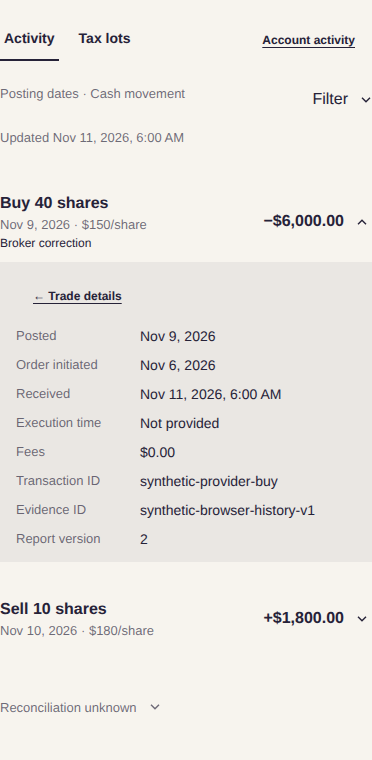 Activity Tax lots Account activity
Posting dates · Cash movement
Filter
Updated Nov 11, 2026, 6:00 AM
Buy 40 shares
−$6,000.00
Nov 9, 2026 · $150/share
Broker correction
← Trade details
Posted Nov 9, 2026
Order initiated Nov 6, 2026
Received Nov 11, 2026, 6:00 AM
Execution time Not provided
Fees $0.00
Transaction ID synthetic-provider-buy
Evidence ID synthetic-browser-history-v1
Report version 2
Sell 10 shares
+$1,800.00
Nov 10, 2026 · $180/share
Reconciliation unknown